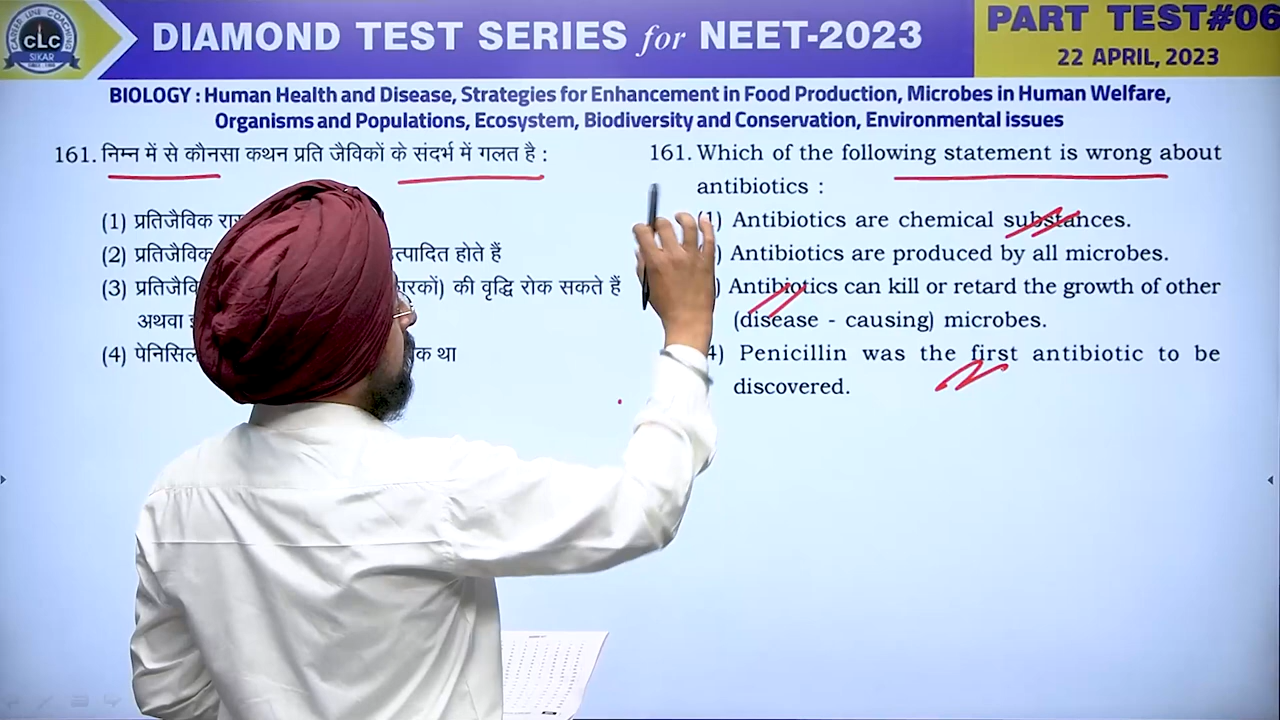 CAREER LINE COACHING
CLC
SIKAR
DIAMOND TEST SERIES for NEET-2023
PART TEST#06
22 APRIL, 2023
BIOLOGY : Human Health and Disease, Strategies for Enhancement in Food Production, Microbes in Human Welfare,
Organisms and Populations, Ecosystem, Biodiversity and Conservation, Environmental issues
161. निम्न में से कौनसा कथन प्रति जैविकों के संदर्भ में गलत है :
(1) प्रतिजैविक
(2) प्रतिजैविक उत्पादित होते हैं
(3) की वृद्धि रोक सकते हैं
अथवा
(4) था
161. Which of the following statement is wrong about
antibiotics :
(1) Antibiotics are chemical substances.
Antibiotics are produced by all microbes.
Antibiotics can kill or retard the growth of other
(disease - causing) microbes.
4) Penicillin was the first antibiotic to be
discovered.